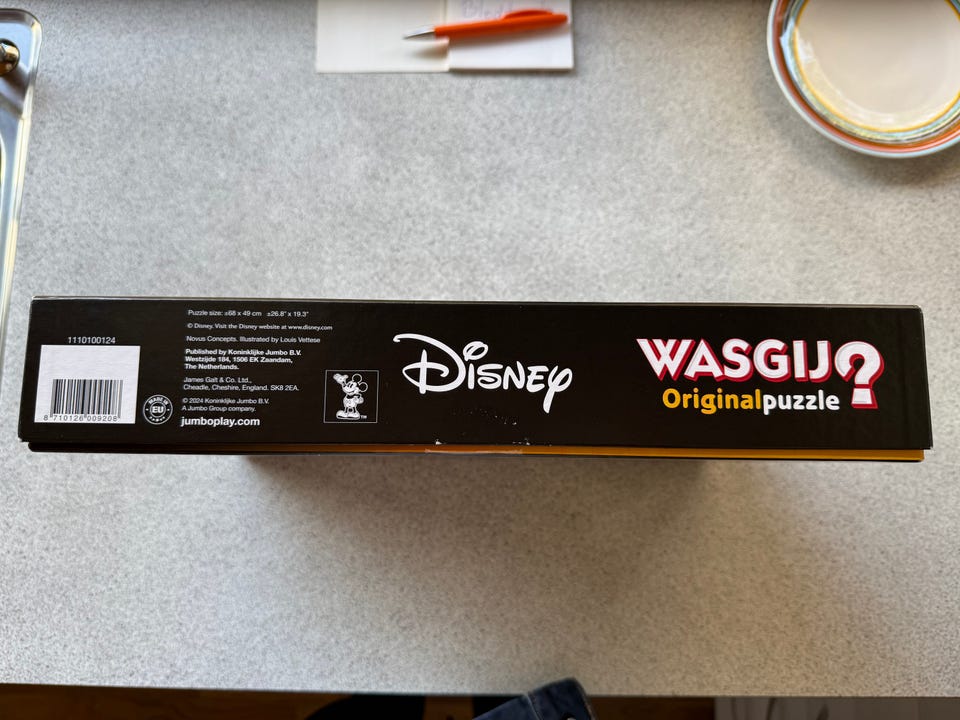 1110100124
8 710126 009208
MADE IN
EU
Puzzle size: ±68 x 49 cm ±26.8" x 19.3"
© Disney. Visit the Disney website at www.disney.com
Novus Concepts. Illustrated by Louis Vettese
Published by Koninklijke Jumbo B.V.
Westzijde 184, 1506 EK Zaandam,
The Netherlands.
James Galt & Co. Ltd.,
Cheadle, Cheshire, England, SK8 2EA.
© 2024 Koninklijke Jumbo B.V.
A Jumbo Group company.
jumboplay.com
TM
Disney
WASGIJ?
Originalpuzzle